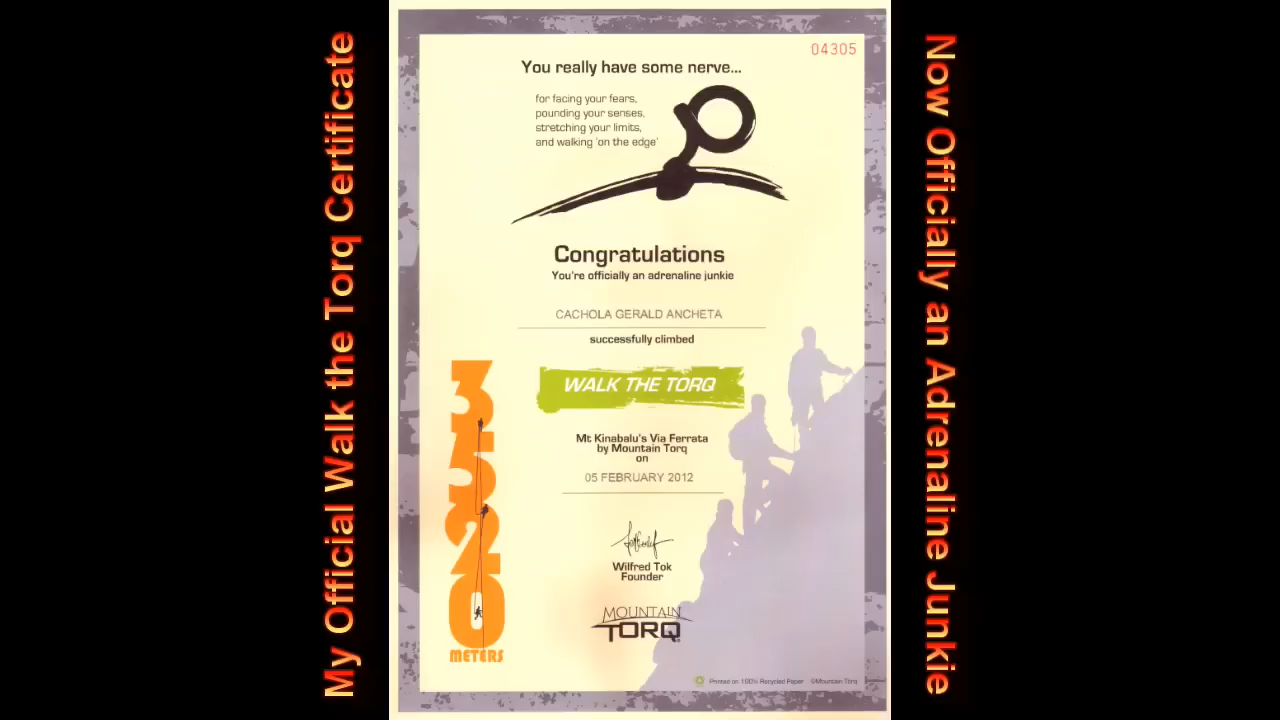 My Official Walk the Torq Certificate
04305
You really have some nerve...
for facing your fears,
pounding your senses,
stretching your limits,
and walking 'on the edge'
Congratulations
You're officially an adrenaline junkie
CACHOLA GERALD ANCHETA
successfully climbed
WALK THE TORQ
Mt Kinabalu's Via Ferrata
by Mountain Torq
on
05 FEBRUARY 2012
Wilfred Tok
Founder
MOUNTAIN
TORQ
3520
METERS
Printed on 100% Recycled Paper ©Mountain Torq
Now Officially an Adrenaline Junkie